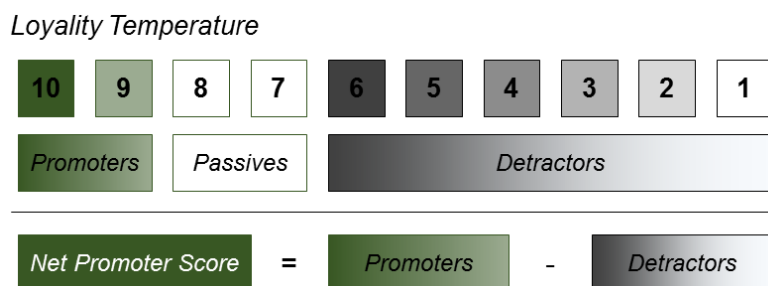 Loyality Temperature
10 9 8 7 6 5 4 3 2 1
Promoters Passives Detractors
Net Promoter Score = Promoters - Detractors